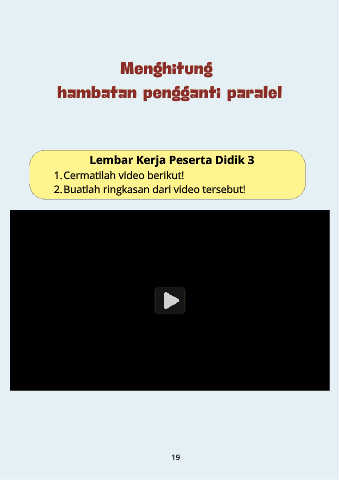 Menghitung
hambatan pengganti paralel
Lembar Kerja Peserta Didik 3
1. Cermatilah video berikut!
2. Buatlah ringkasan dari video tersebut!
19